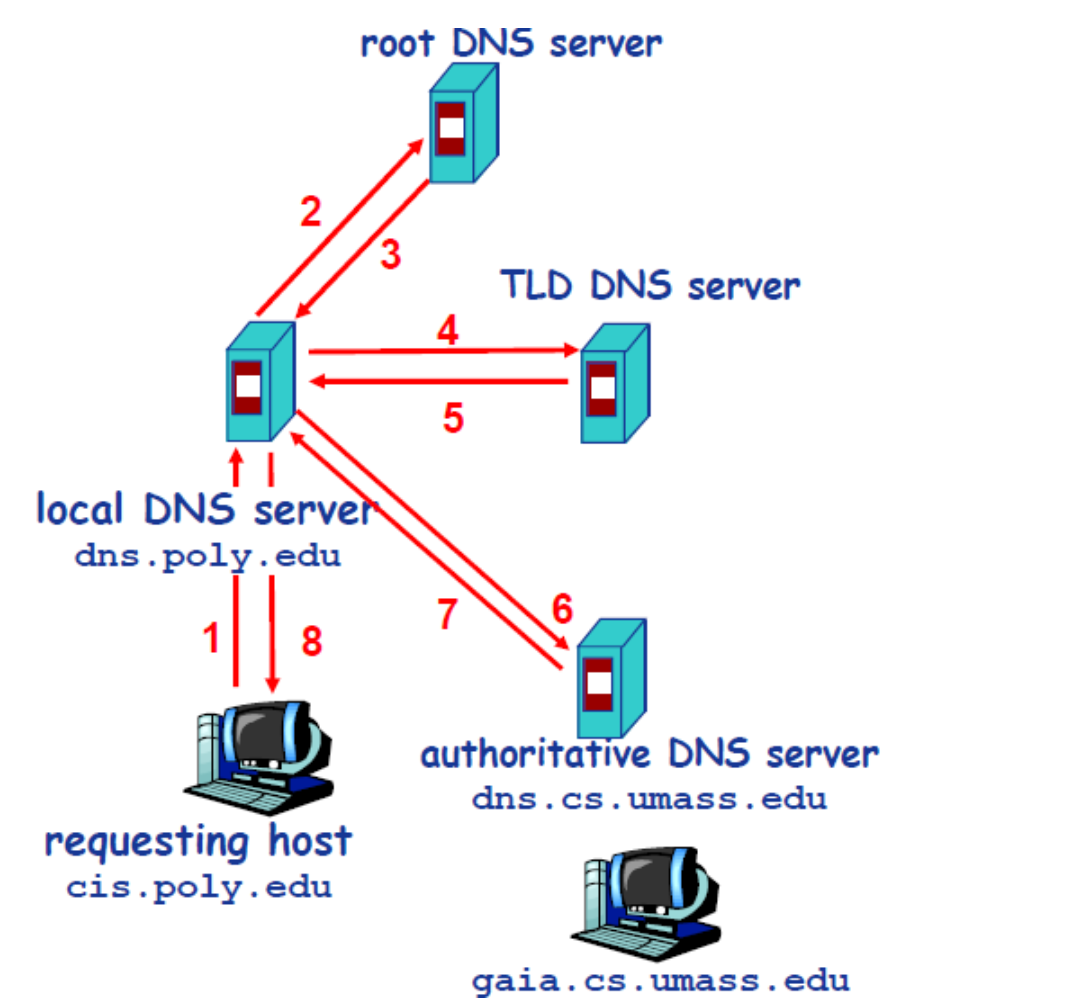 root DNS server
2
3
TLD DNS server
4
5
local DNS server
dns.poly.edu
7
6
1
8
authoritative DNS server
dns.cs.umass.edu
requesting host
cis.poly.edu
gaia.cs.umass.edu